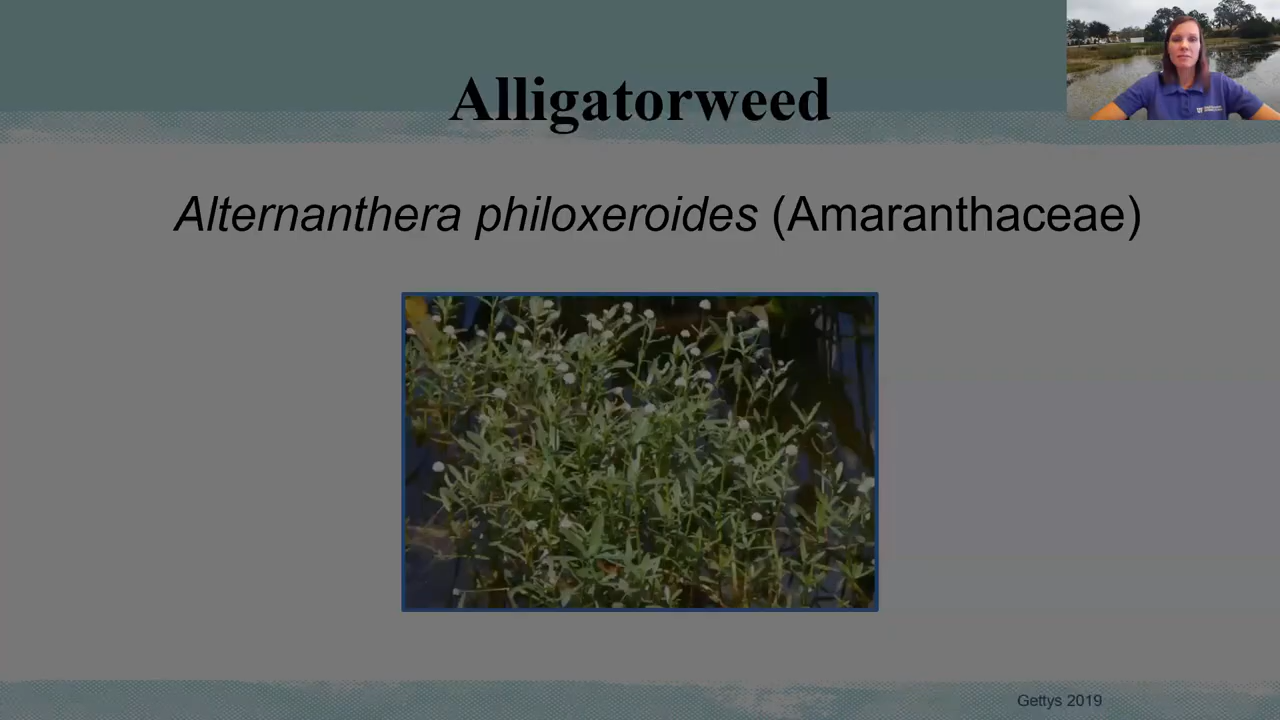 Alligatorweed
Alternanthera philoxeroides (Amaranthaceae)
Gettys 2019